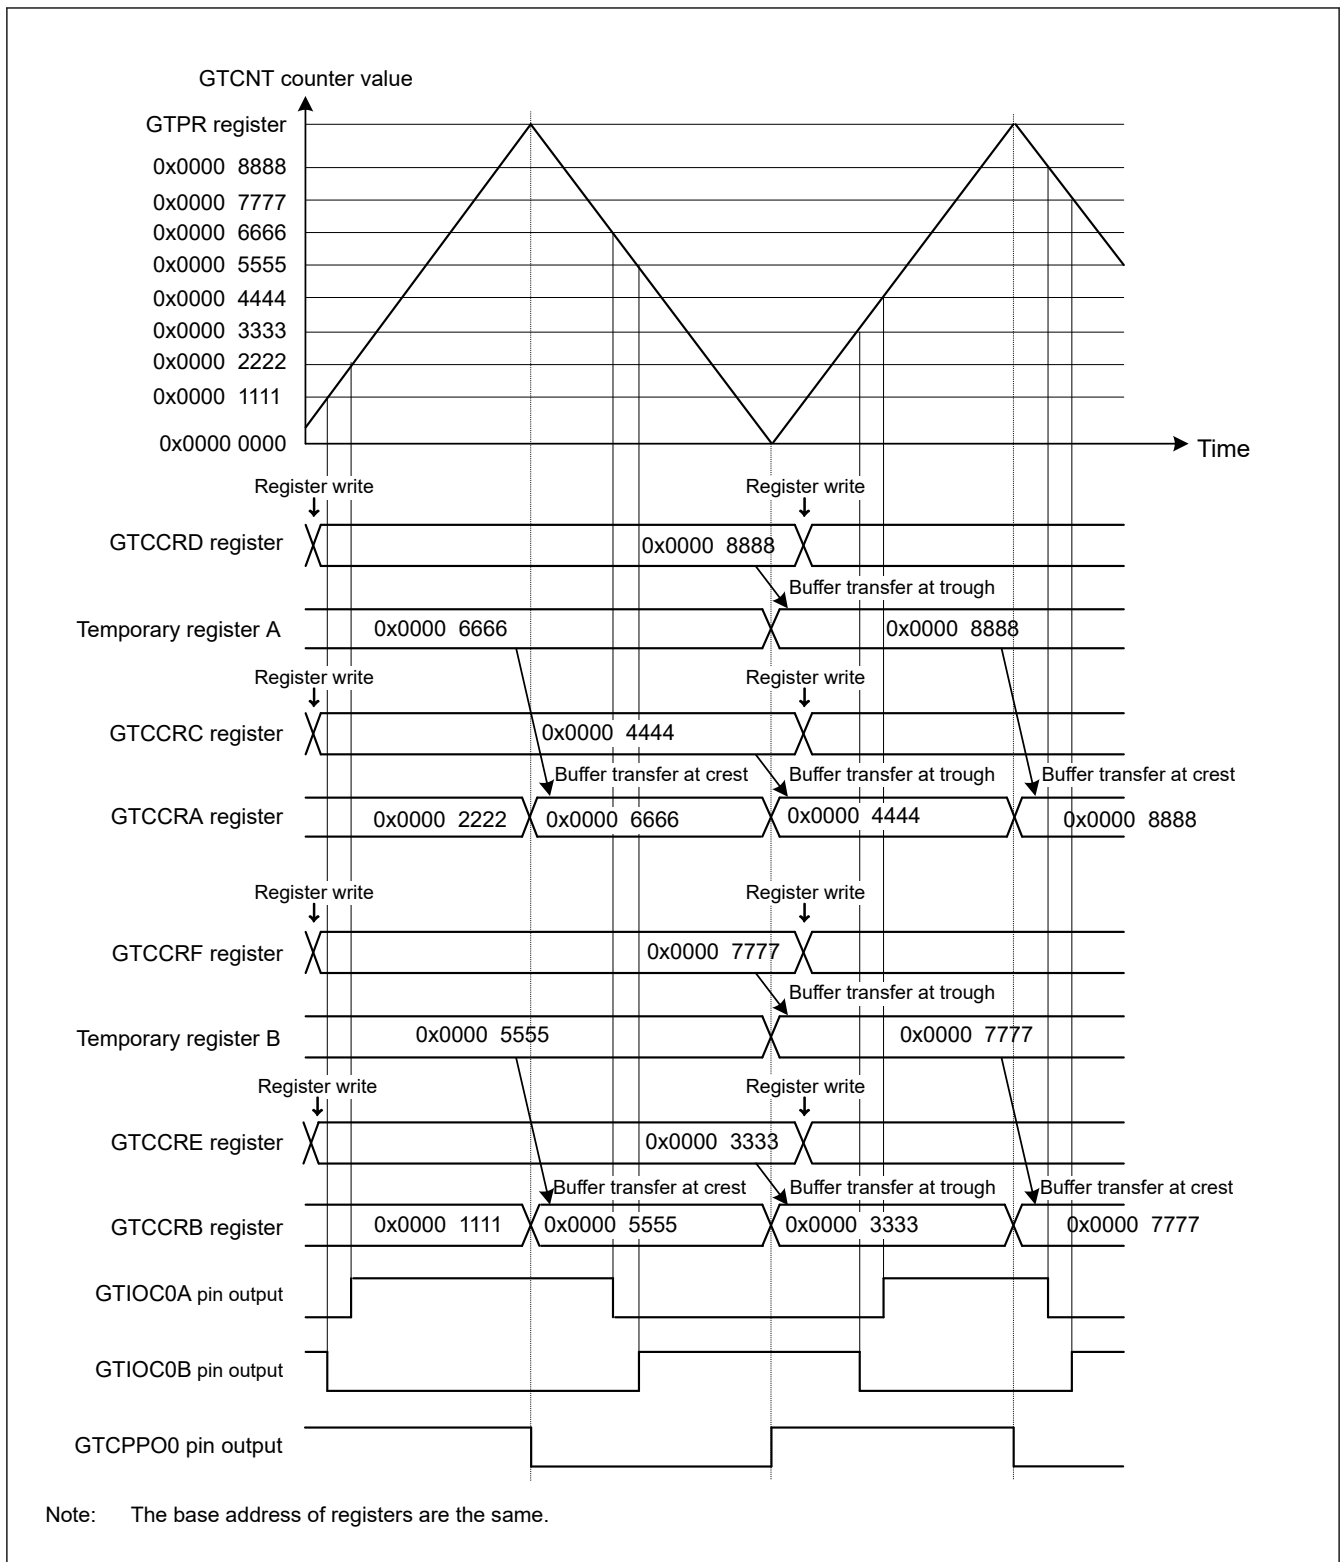 GTCNT counter value
GTPR register
0x0000 8888
0x0000 7777
0x0000 6666
0x0000 5555
0x0000 4444
0x0000 3333
0x0000 2222
0x0000 1111
0x0000 0000
Time
Register write Register write
GTCCRD register 0x0000 8888
Buffer transfer at trough
Temporary register A 0x0000 6666 0x0000 8888
Register write Register write
GTCCRC register 0x0000 4444
Buffer transfer at crest Buffer transfer at trough Buffer transfer at crest
GTCCRA register 0x0000 2222 0x0000 6666 0x0000 4444 0x0000 8888
Register write Register write
GTCCRF register 0x0000 7777
Buffer transfer at trough
Temporary register B 0x0000 5555 0x0000 7777
Register write Register write
GTCCRE register 0x0000 3333
Buffer transfer at crest Buffer transfer at trough Buffer transfer at crest
GTCCRB register 0x0000 1111 0x0000 5555 0x0000 3333 0x0000 7777
GTIOC0A pin output
GTIOC0B pin output
GTCPPO0 pin output
Note: The base address of registers are the same.